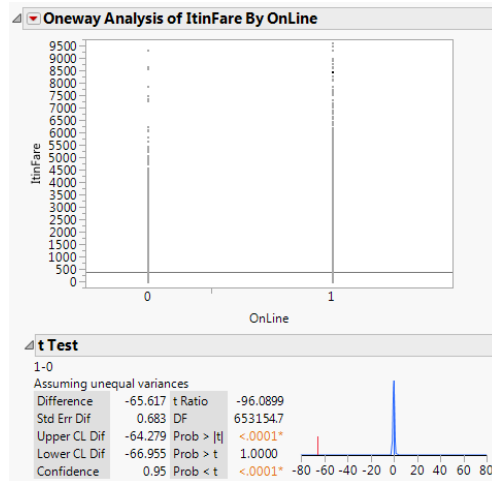 Oneway Analysis of ItinFare By OnLine
9500
9000
8500
8000
7500
7000
6500
6000
5500
5000
4500
4000
3500
3000
2500
2000
1500
1000
500
0
ItinFare
0 1
OnLine
t Test
1-0
Assuming unequal variances
Difference -65.617 t Ratio -96.0899
Std Err Dif 0.683 DF 653154.7
Upper CL Dif -64.279 Prob > |t| <.0001*
Lower CL Dif -66.955 Prob > t 1.0000
Confidence 0.95 Prob < t <.0001*
-80 -60 -40 -20 0 20 40 60 80